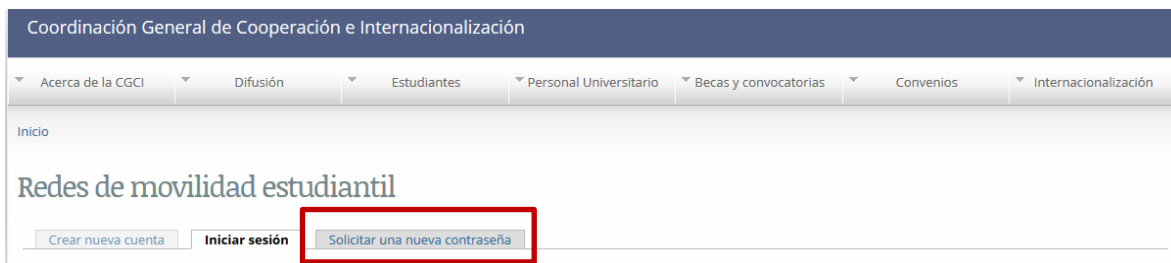 Coordinación General de Cooperación e Internacionalización
Acerca de la CGCI Difusión Estudiantes Personal Universitario Becas y convocatorias Convenios Internacionalización
Inicio
Redes de movilidad estudiantil
Crear nueva cuenta Iniciar sesión Solicitar una nueva contraseña